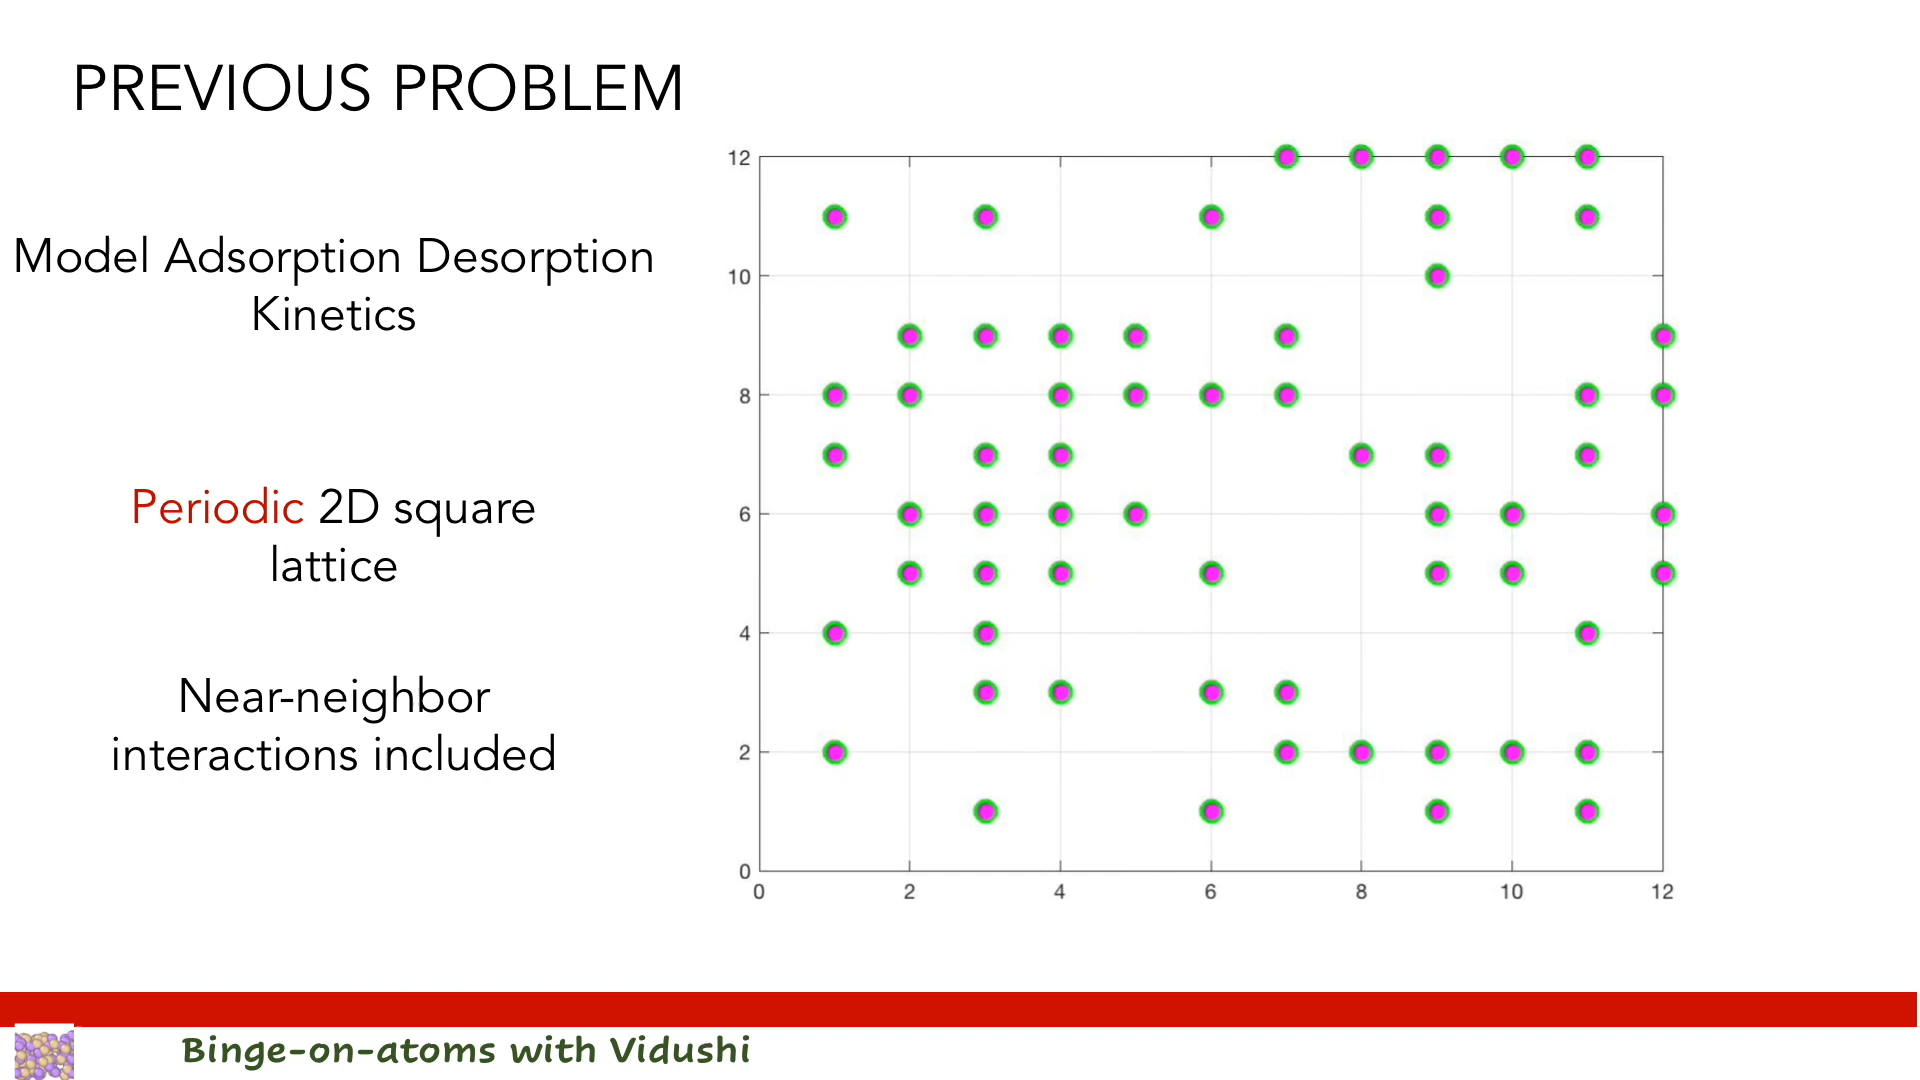 PREVIOUS PROBLEM
Model Adsorption Desorption
Kinetics
Periodic 2D square
lattice
Near-neighbor
interactions included
12
10
8
6
4
2
0
0 2 4 6 8 10 12
Binge-on-atoms with Vidushi